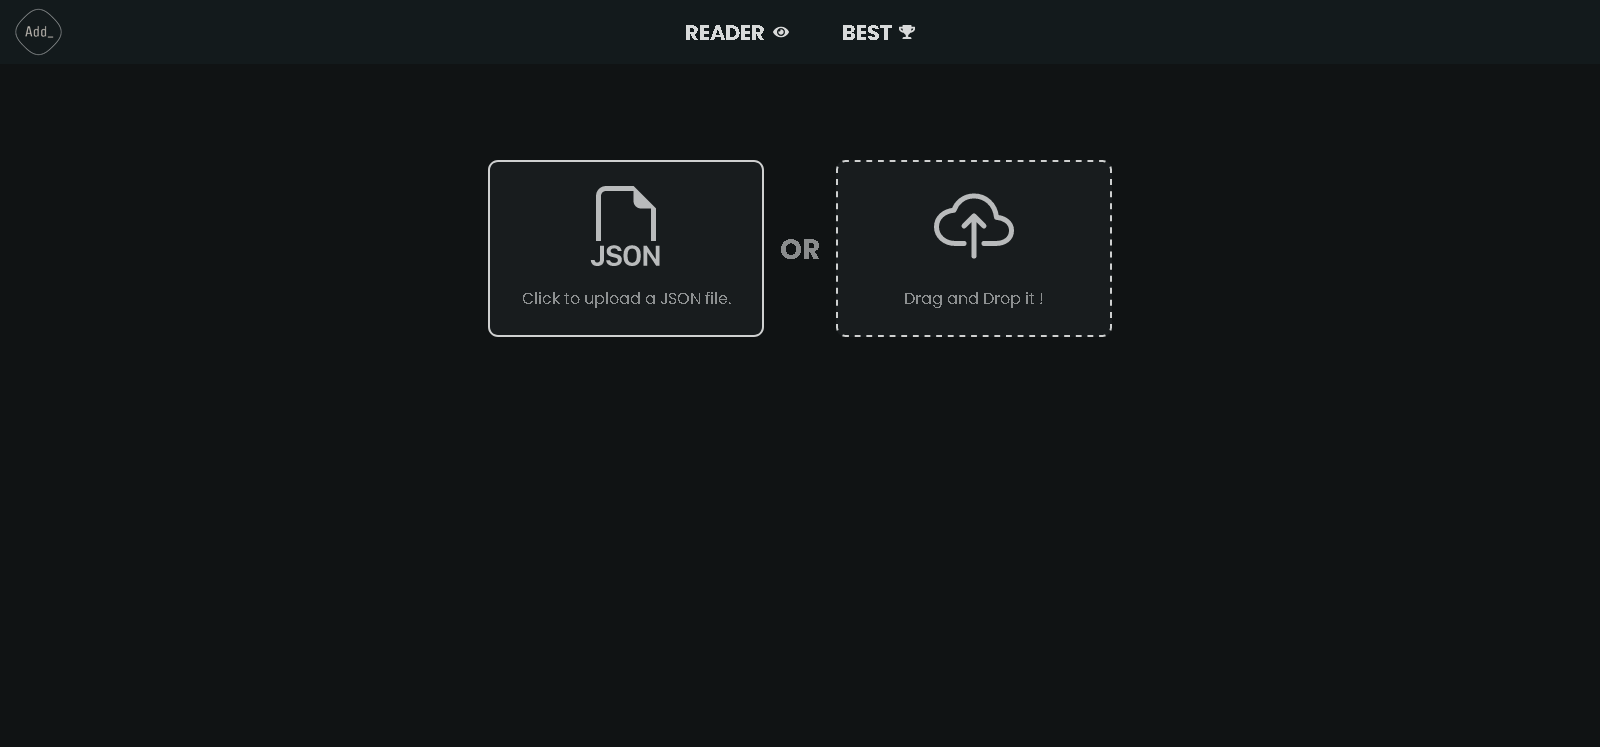 Add_
READER
BEST
JSON
Click to upload a JSON file.
OR
Drag and Drop it !